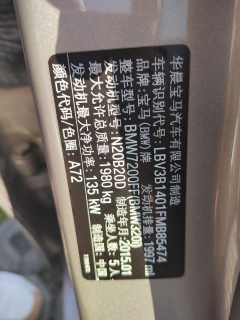 华晨宝马汽车有限公司制造
车辆识别代号：LBV3B1401FMB85474
品牌：宝马(BMW)牌 发动机排量：1997 ml
整车型号：BMW7200FF(BMW320i)
发动机型号：N20B20D 制造年月：2015.01
最大允许总质量：1980 kg 乘坐人数：5人
发动机最大净功率：135 kW 制造国：中国
颜色代码/色圈：A72